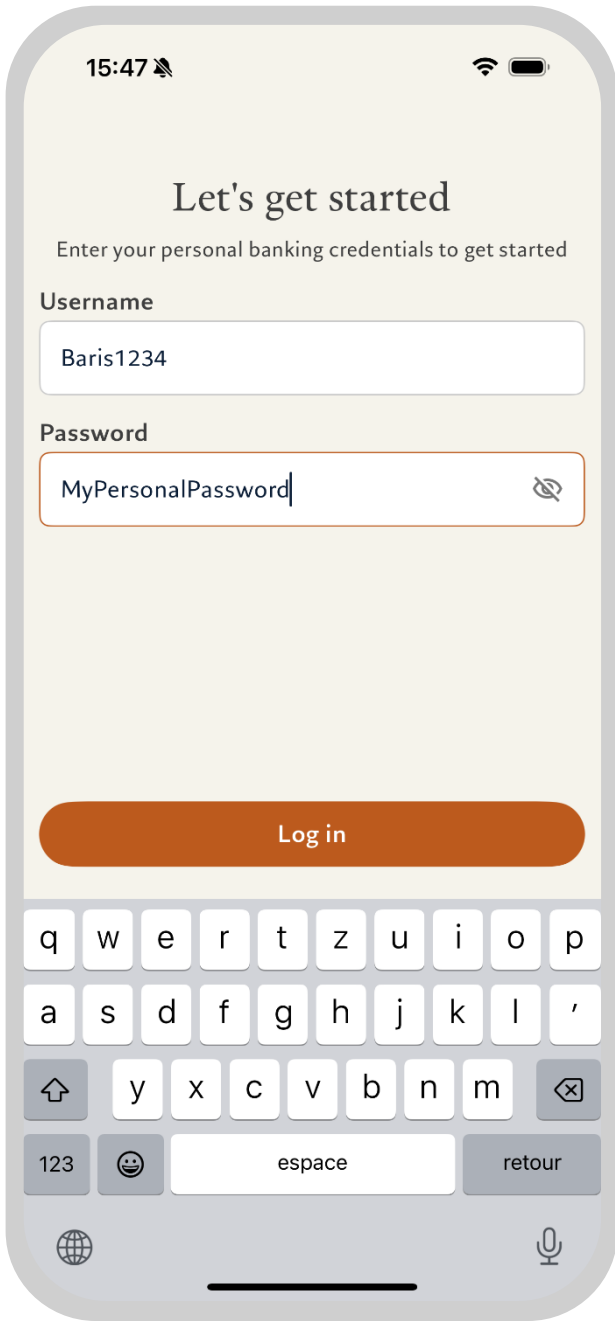 15:47
Let's get started
Enter your personal banking credentials to get started
Username
Baris1234
Password
MyPersonalPassword
Log in
q w e r t z u i o p
a s d f g h j k l ′
y x c v b n m
123 espace retour